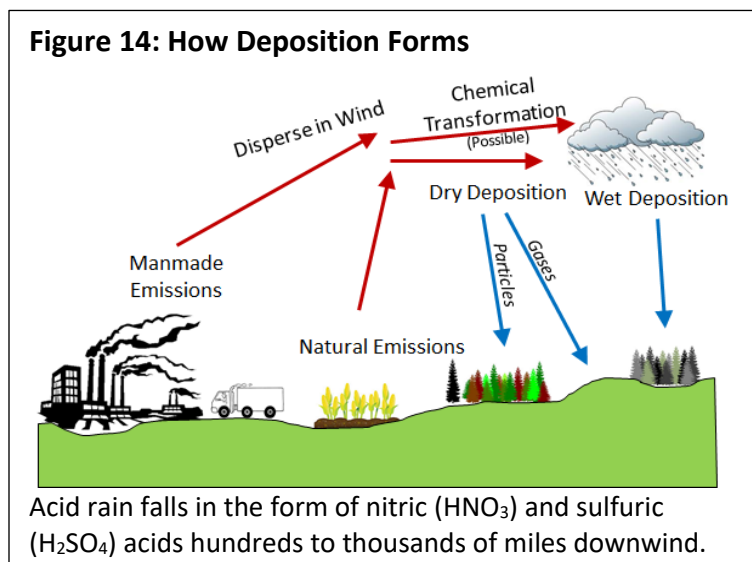 Figure 14: How Deposition Forms
Disperse in Wind
Chemical
Transformation
(Possible)
Dry Deposition
Wet Deposition
Particles
Gases
Manmade
Emissions
Natural Emissions
Acid rain falls in the form of nitric (HNO₃) and sulfuric
(H₂SO₄) acids hundreds to thousands of miles downwind.